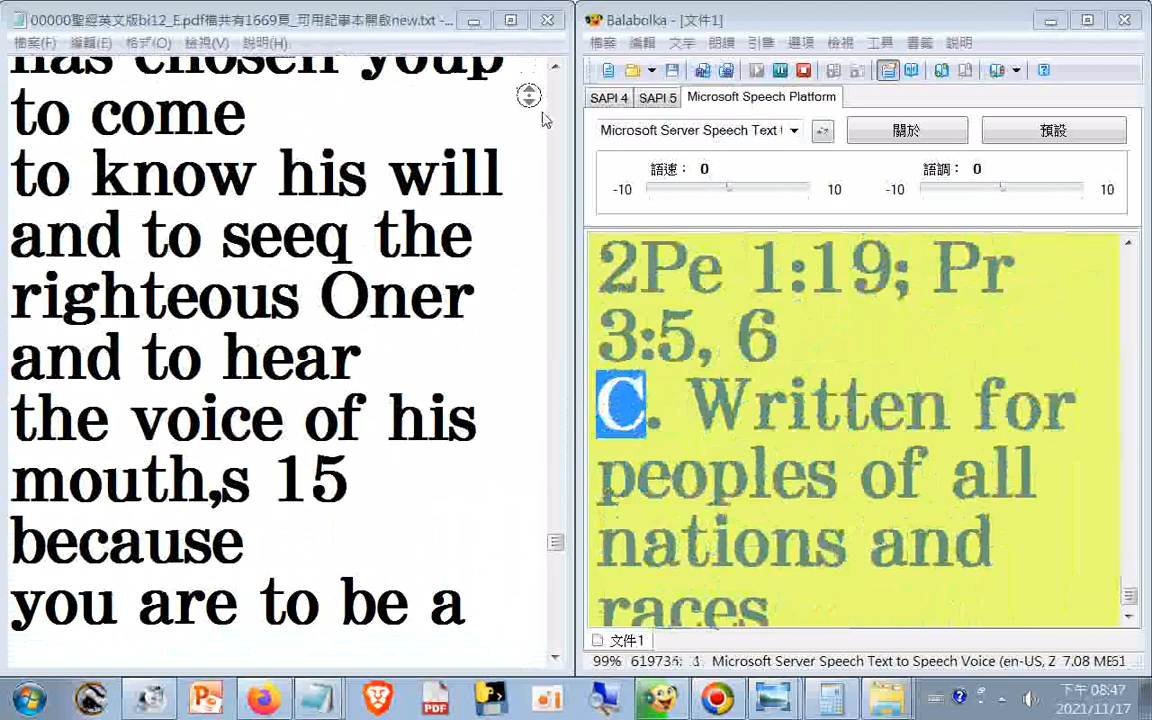 00000聖經英文版bi12_E.pdf檔共有1669頁_可用記事本開啟new.txt -...
檔案(F) 編輯(E) 格式(O) 檢視(V) 說明(H)
has chosen youp
to come
to know his will
and to seeq the
righteous Oner
and to hear
the voice of his
mouth,s 15
because
you are to be a
Balabolka - [文件1]
檔案 編輯 文字 朗讀 引擎 選項 檢視 工具 書籤 說明
SAPI 4 SAPI 5 Microsoft Speech Platform
Microsoft Server Speech Text 關於 預設
語速： 0 語調： 0
-10 10 -10 10
2Pe 1:19; Pr
3:5, 6
C. Written for
peoples of all
nations and
races
文件1
99% Microsoft Server Speech Text to Speech Voice (en-US, Z
下午 08:47
2021/11/17